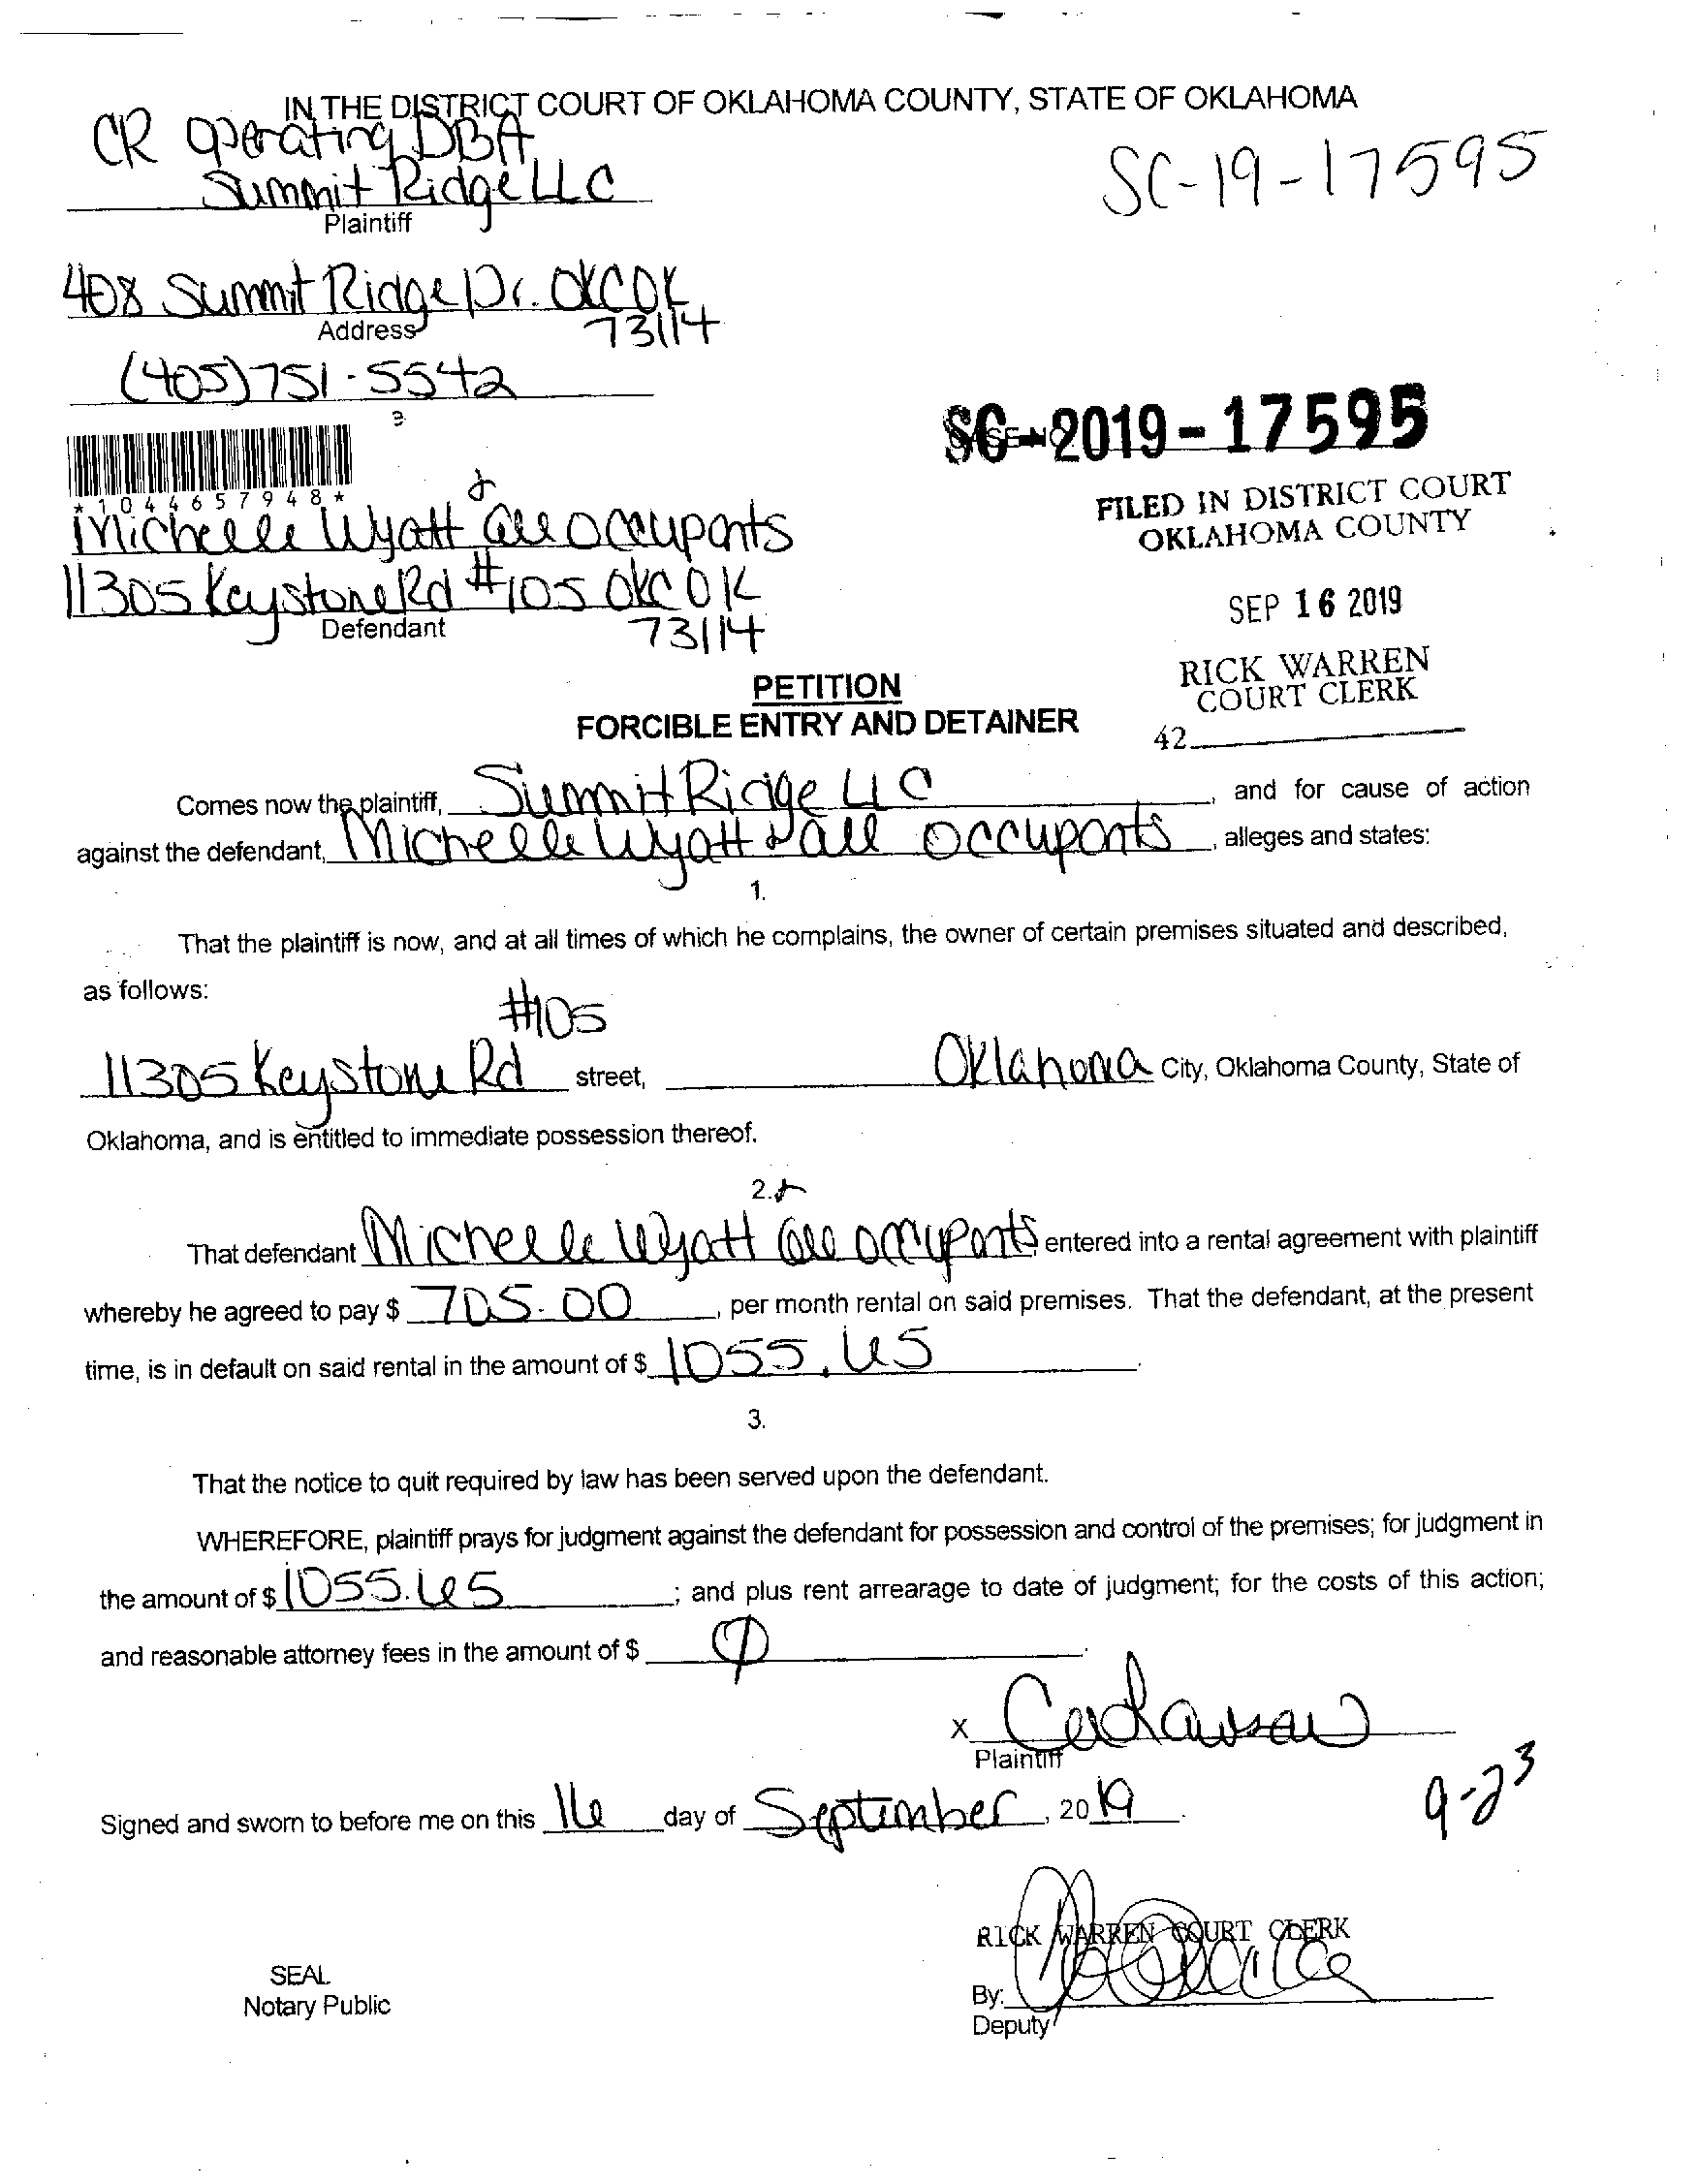 IN THE DISTRICT COURT OF OKLAHOMA COUNTY, STATE OF OKLAHOMA
CR Operating DBA
Summit Ridge LLC
Plaintiff
SC-19-17595
408 Summit Ridge Dr. OKC OK
73114
Address
(405) 751-5542
SC-2019-17595
*1044657948*
FILED IN DISTRICT COURT
OKLAHOMA COUNTY
Michelle Wyatt & all occupants
11305 Keystone Rd #105 OKC OK
73114
Defendant
SEP 16 2019
RICK WARREN
COURT CLERK
42
PETITION
FORCIBLE ENTRY AND DETAINER
Comes now the plaintiff, Summit Ridge LLC, and for cause of action
against the defendant, Michelle Wyatt & all occupants, alleges and states:
1.
That the plaintiff is now, and at all times of which he complains, the owner of certain premises situated and described,
as follows:
#105
11305 Keystone Rd street, Oklahoma City, Oklahoma County, State of
Oklahoma, and is entitled to immediate possession thereof.
2.
That defendant Michelle Wyatt & all occupants entered into a rental agreement with plaintiff
whereby he agreed to pay $ 705.00, per month rental on said premises. That the defendant, at the present
time, is in default on said rental in the amount of $ 1055.65.
3.
That the notice to quit required by law has been served upon the defendant.
WHEREFORE, plaintiff prays for judgment against the defendant for possession and control of the premises; for judgment in
the amount of $ 1055.65; and plus rent arrearage to date of judgment; for the costs of this action;
and reasonable attorney fees in the amount of $ 0.
X
Plaintiff
Signed and sworn to before me on this 16 day of September, 2019.
9-23
RICK WARREN COURT CLERK
SEAL
Notary Public
By:
Deputy